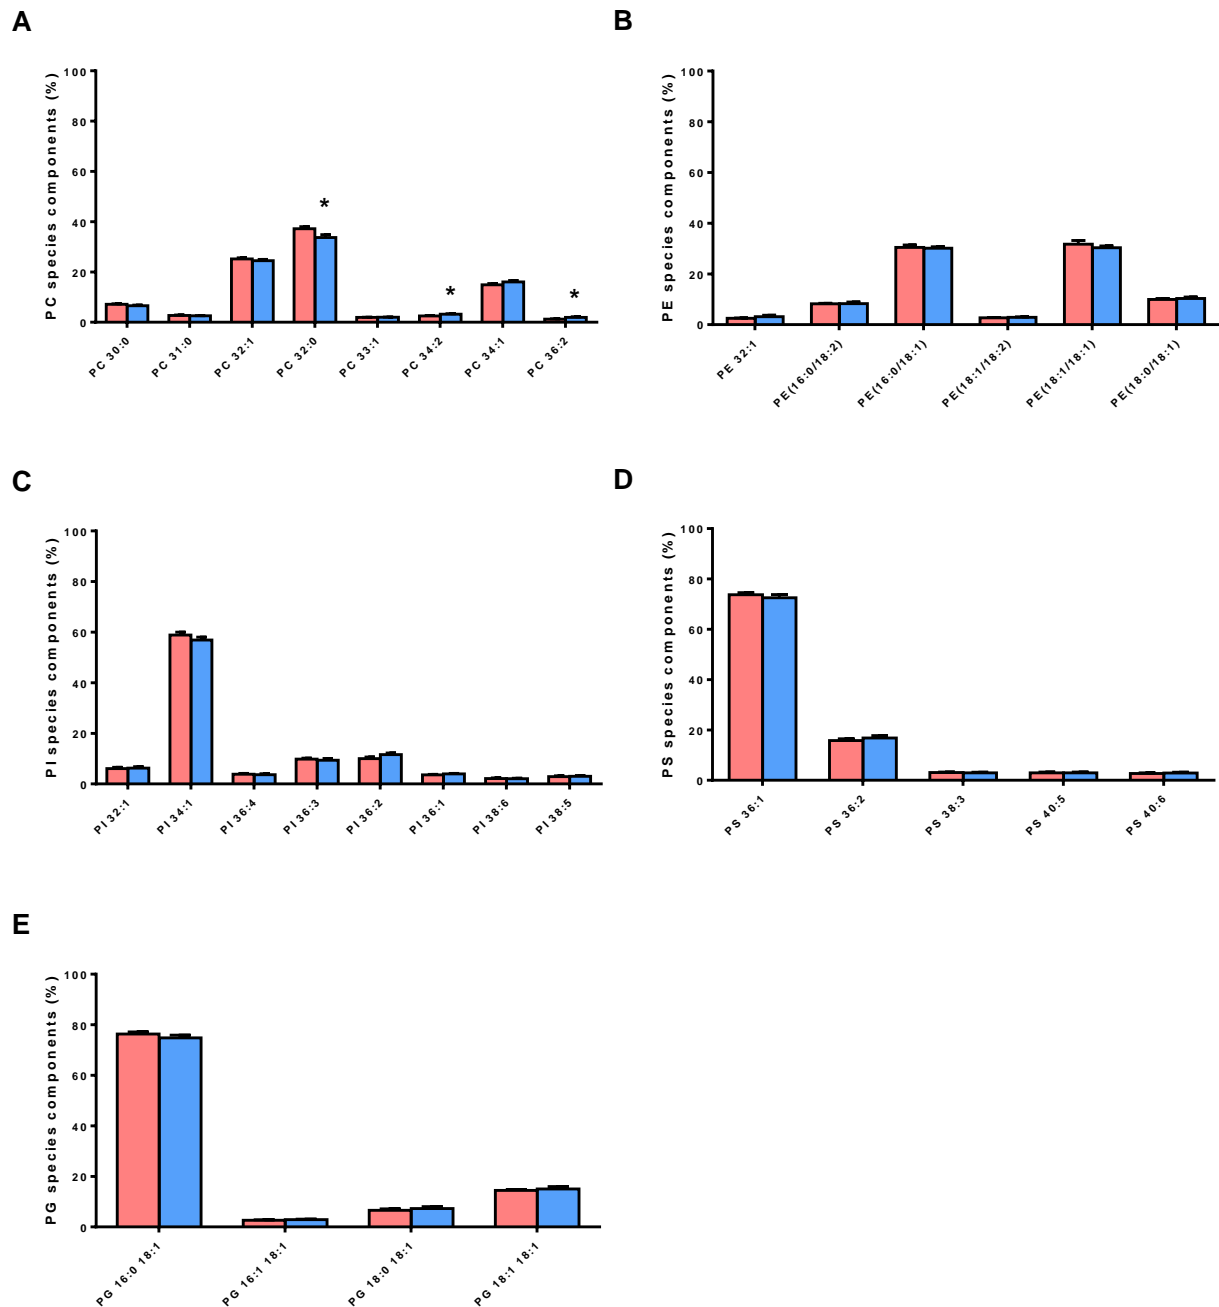 A
PC species components (%)
100
80
60
40
20
0
*
*
*
PC 30:0
PC 31:0
PC 32:1
PC 32:0
PC 33:1
PC 34:2
PC 34:1
PC 36:2
B
PE species components (%)
100
80
60
40
20
0
PE 32:1
PE(16:0/18:2)
PE(16:0/18:1)
PE(18:1/18:2)
PE(18:1/18:1)
PE(18:0/18:1)
C
PI species components (%)
100
80
60
40
20
0
PI 32:1
PI 34:1
PI 36:4
PI 36:3
PI 36:2
PI 36:1
PI 38:6
PI 38:5
D
PS species components (%)
100
80
60
40
20
0
PS 36:1
PS 36:2
PS 38:3
PS 40:5
PS 40:6
E
PG species components (%)
100
80
60
40
20
0
PG 16:0 18:1
PG 16:1 18:1
PG 18:0 18:1
PG 18:1 18:1